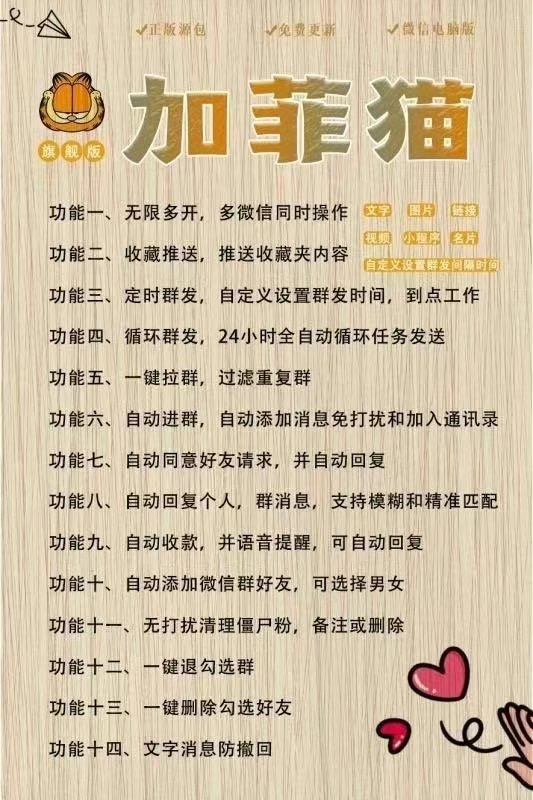 ✓正版源包 ✓免费更新 ✓微信电脑版
加菲猫
旗舰版
功能一、无限多开，多微信同时操作
文字 图片 链接
功能二、收藏推送，推送收藏夹内容
视频 小程序 名片
自定义设置群发间隔时间
功能三、定时群发，自定义设置群发时间，到点工作
功能四、循环群发，24小时全自动循环任务发送
功能五、一键拉群，过滤重复群
功能六、自动进群，自动添加消息免打扰和加入通讯录
功能七、自动同意好友请求，并自动回复
功能八、自动回复个人，群消息，支持模糊和精准匹配
功能九、自动收款，并语音提醒，可自动回复
功能十、自动添加微信群好友，可选择男女
功能十一、无打扰清理僵尸粉，备注或删除
功能十二、一键退勾选群
功能十三、一键删除勾选好友
功能十四、文字消息防撤回